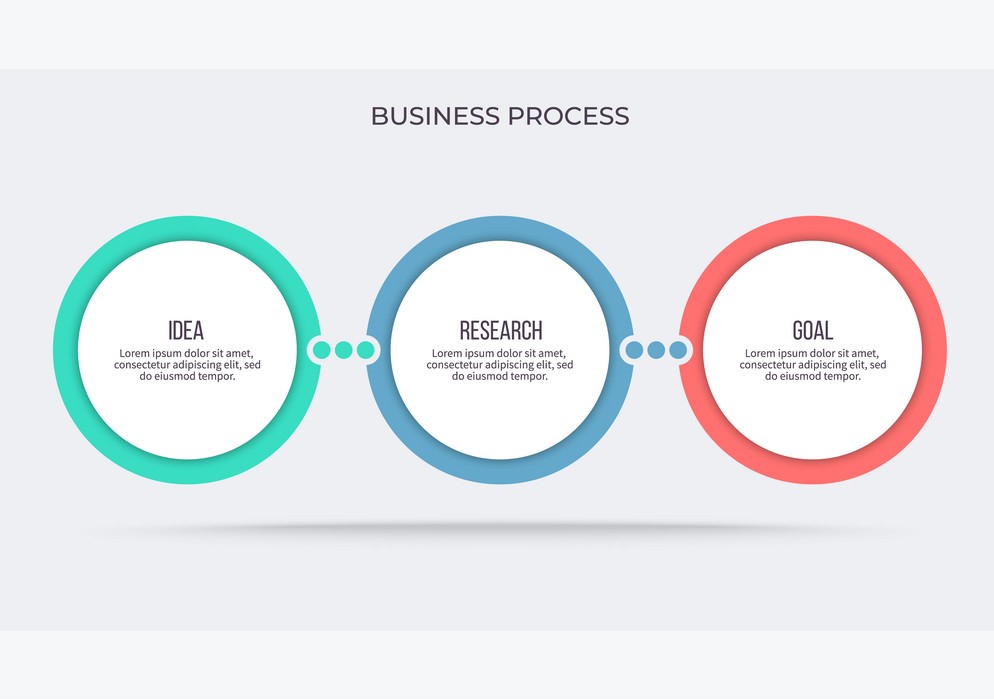 BUSINESS PROCESS
IDEA
Lorem ipsum dolor sit amet,
consectetur adipiscing elit, sed
do eiusmod tempor.
RESEARCH
Lorem ipsum dolor sit amet,
consectetur adipiscing elit, sed
do eiusmod tempor.
GOAL
Lorem ipsum dolor sit amet,
consectetur adipiscing elit, sed
do eiusmod tempor.